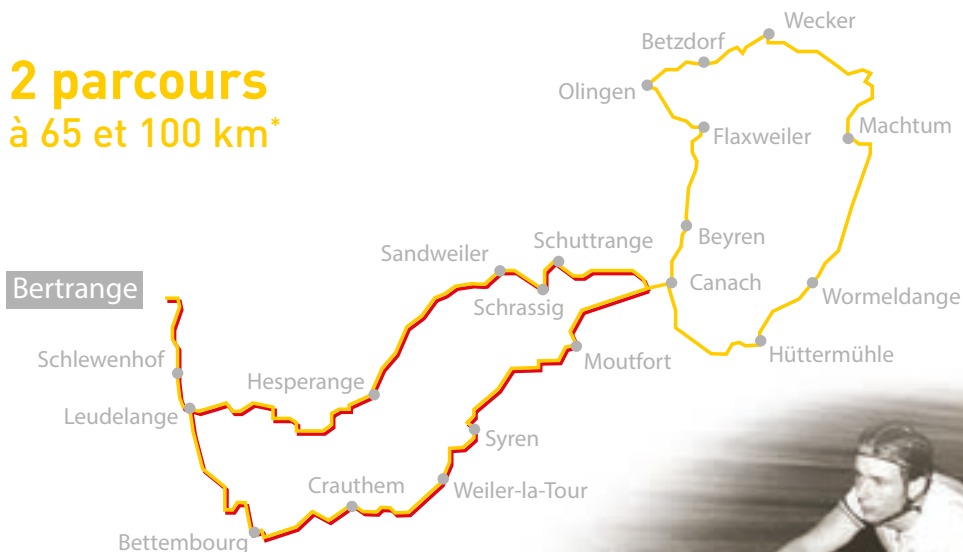 2 parcours
à 65 et 100 km*
Wecker
Betzdorf
Olingen
Flaxweiler
Machtum
Beyren
Schuttrange
Sandweiler
Canach
Bertrange
Schrassig
Wormeldange
Schlewenhof
Moutfort
Hüttermühle
Hesperange
Leudelange
Syren
Crauthem
Weiler-la-Tour
Bettembourg